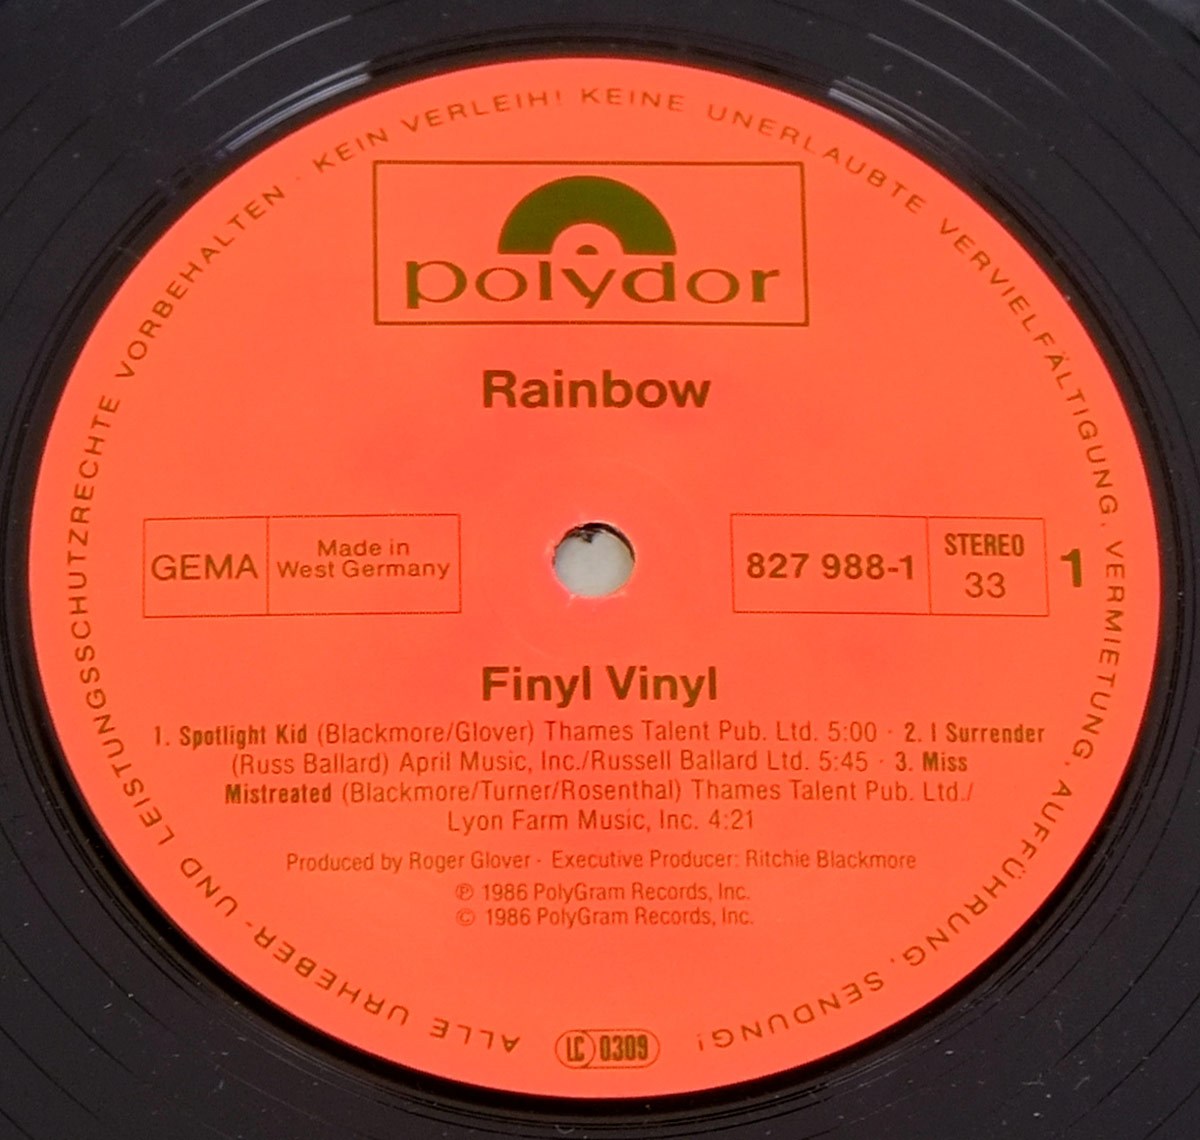 ALLE URHEBER- UND LEISTUNGSSCHUTZRECHTE VORBEHALTEN · KEIN VERLEIH! KEINE UNERLAUBTE VERVIELFÄLTIGUNG, VERMIETUNG, AUFFÜHRUNG, SENDUNG!
polydor
Rainbow
GEMA
Made in
West Germany
827 988-1
STEREO
33
1
Finyl Vinyl
1. Spotlight Kid (Blackmore/Glover) Thames Talent Pub. Ltd. 5:00 · 2. I Surrender
(Russ Ballard) April Music, Inc./Russell Ballard Ltd. 5:45 · 3. Miss
Mistreated (Blackmore/Turner/Rosenthal) Thames Talent Pub. Ltd./
Lyon Farm Music, Inc. 4:21
Produced by Roger Glover · Executive Producer: Ritchie Blackmore
℗ 1986 PolyGram Records, Inc.
© 1986 PolyGram Records, Inc.
LC 0309